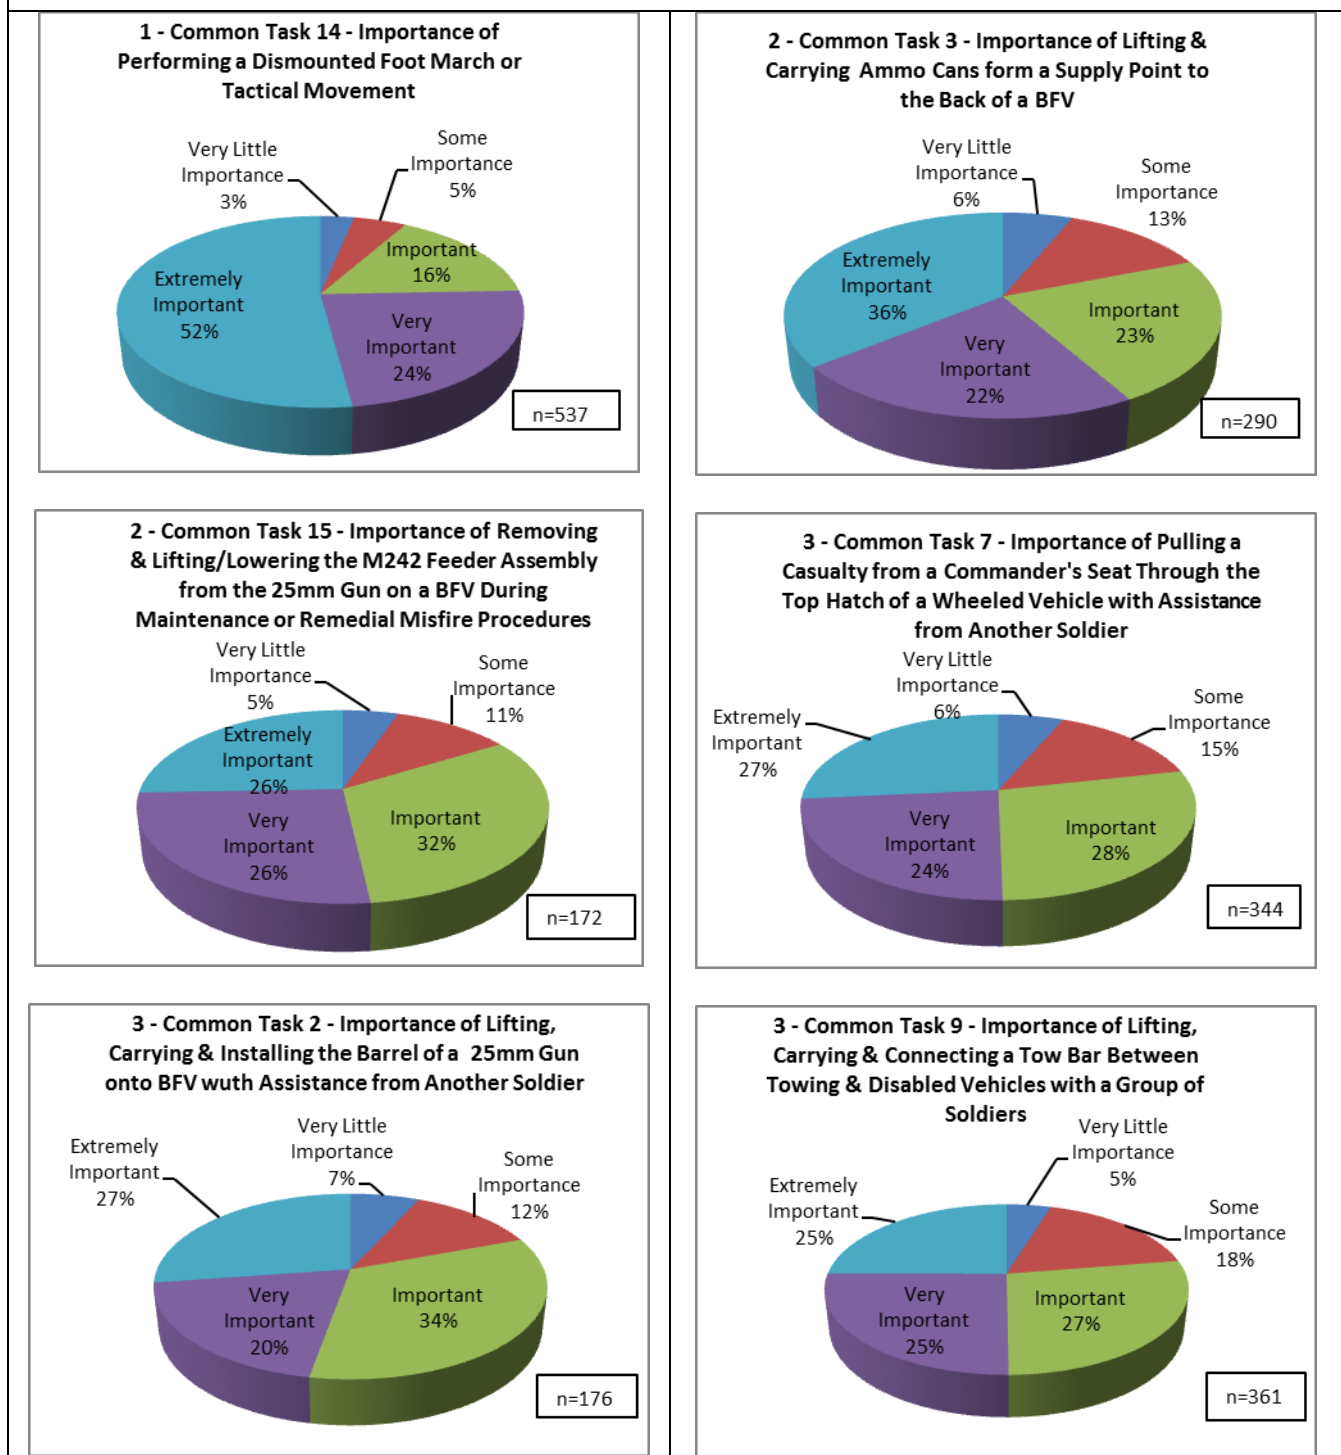 1 - Common Task 14 - Importance of
Performing a Dismounted Foot March or
Tactical Movement
Very Little
Importance
3%
Some
Importance
5%
Important
16%
Very
Important
24%
Extremely
Important
52%
n=537
2 - Common Task 3 - Importance of Lifting &
Carrying Ammo Cans form a Supply Point to
the Back of a BFV
Very Little
Importance
6%
Some
Importance
13%
Important
23%
Very
Important
22%
Extremely
Important
36%
n=290
2 - Common Task 15 - Importance of Removing
& Lifting/Lowering the M242 Feeder Assembly
from the 25mm Gun on a BFV During
Maintenance or Remedial Misfire Procedures
Very Little
Importance
5%
Some
Importance
11%
Important
32%
Very
Important
26%
Extremely
Important
26%
n=172
3 - Common Task 7 - Importance of Pulling a
Casualty from a Commander's Seat Through the
Top Hatch of a Wheeled Vehicle with Assistance
from Another Soldier
Very Little
Importance
6%
Some
Importance
15%
Important
28%
Very
Important
24%
Extremely
Important
27%
n=344
3 - Common Task 2 - Importance of Lifting,
Carrying & Installing the Barrel of a 25mm Gun
onto BFV wuth Assistance from Another Soldier
Very Little
Importance
7%
Some
Importance
12%
Important
34%
Very
Important
20%
Extremely
Important
27%
n=176
3 - Common Task 9 - Importance of Lifting,
Carrying & Connecting a Tow Bar Between
Towing & Disabled Vehicles with a Group of
Soldiers
Very Little
Importance
5%
Some
Importance
18%
Important
27%
Very
Important
25%
Extremely
Important
25%
n=361